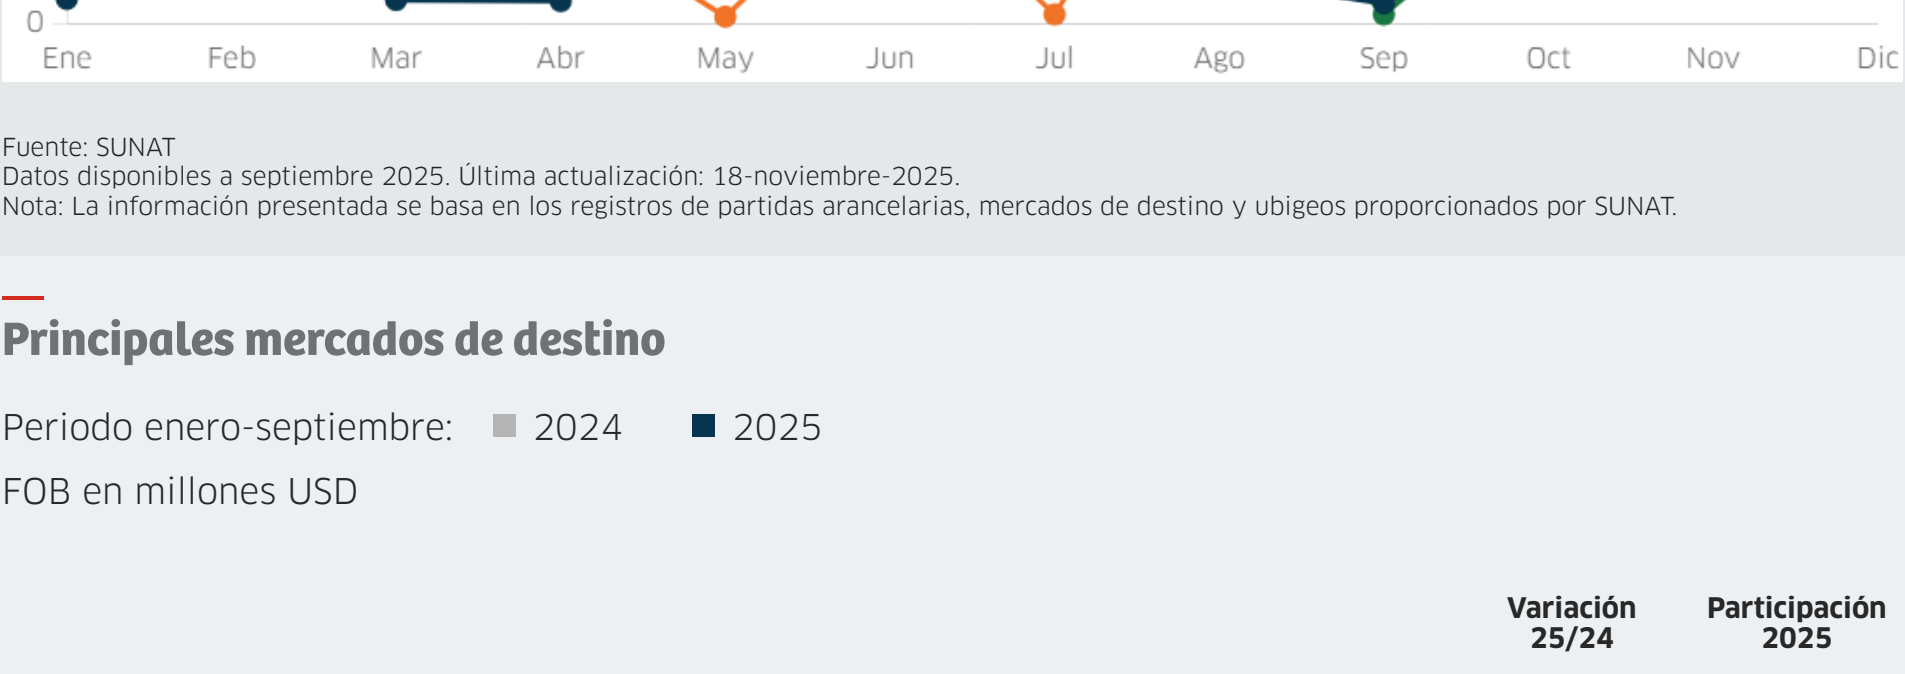 0
Ene Feb Mar Abr May Jun Jul Ago Sep Oct Nov Dic
Fuente: SUNAT
Datos disponibles a septiembre 2025. Última actualización: 18-noviembre-2025.
Nota: La información presentada se basa en los registros de partidas arancelarias, mercados de destino y ubigeos proporcionados por SUNAT.
Principales mercados de destino
Periodo enero-septiembre: 2024 2025
FOB en millones USD
Variación Participación
25/24 2025